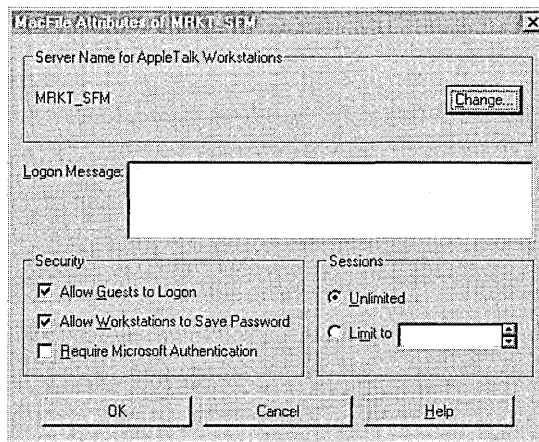 MacFile Attributes of MRKT_SFM
Server Name for AppleTalk Workstations
MRKT_SFM
Change...
Logon Message:
Security
Allow Guests to Logon
Allow Workstations to Save Password
Require Microsoft Authentication
Sessions
Unlimited
Limit to
OK
Cancel
Help